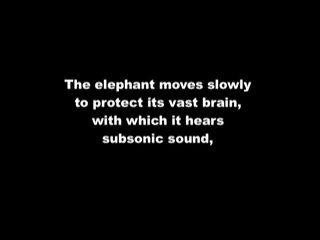 The elephant moves slowly
to protect its vast brain,
with which it hears
subsonic sound,